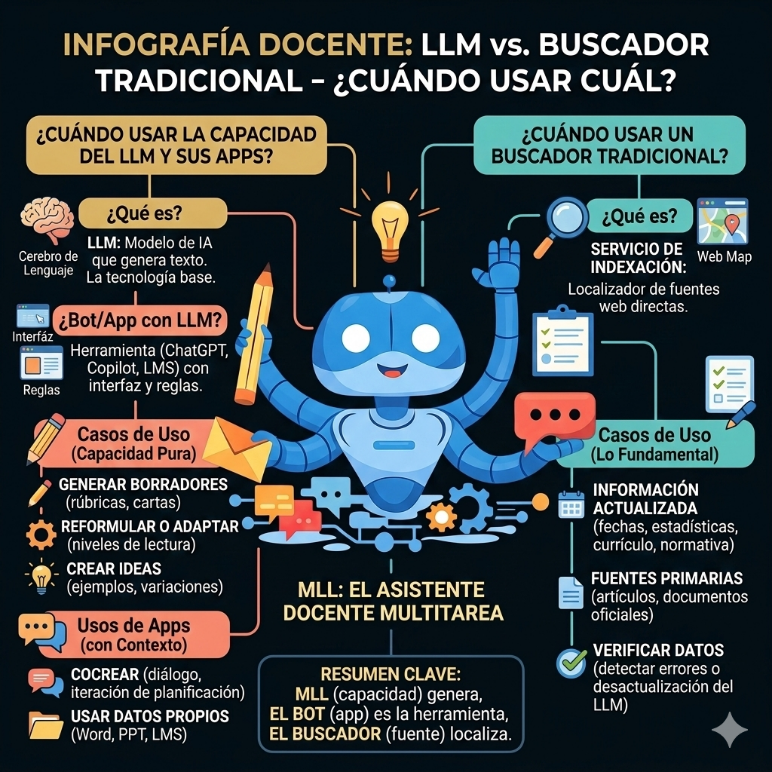 INFOGRAFÍA DOCENTE: LLM vs. BUSCADOR
TRADICIONAL – ¿CUÁNDO USAR CUÁL?
¿CUÁNDO USAR LA CAPACIDAD
DEL LLM Y SUS APPS?
¿Qué es?
Cerebro de
Lenguaje
LLM: Modelo de IA
que genera texto.
La tecnología base.
¿Bot/App con LLM?
Interfáz
Reglas
Herramienta (ChatGPT,
Copilot, LMS) con
interfaz y reglas.
Casos de Uso
(Capacidad Pura)
GENERAR BORRADORES
(rúbricas, cartas)
REFORMULAR O ADAPTAR
(niveles de lectura)
CREAR IDEAS
(ejemplos, variaciones)
Usos de Apps
(con Contexto)
COCREAR (diálogo,
iteración de planificación)
USAR DATOS PROPIOS
(Word, PPT, LMS)
MLL: EL ASISTENTE
DOCENTE MULTITAREA
RESUMEN CLAVE:
MLL (capacidad) genera,
EL BOT (app) es la herramienta,
EL BUSCADOR (fuente) localiza.
¿CUÁNDO USAR UN
BUSCADOR TRADICIONAL?
¿Qué es?
Web Map
SERVICIO DE
INDEXACIÓN:
Localizador de fuentes
web directas.
Casos de Uso
(Lo Fundamental)
INFORMACIÓN
ACTUALIZADA
(fechas, estadísticas,
currículo, normativa)
FUENTES PRIMARIAS
(artículos, documentos
oficiales)
VERIFICAR DATOS
(detectar errores o
desactualización del
LLM)